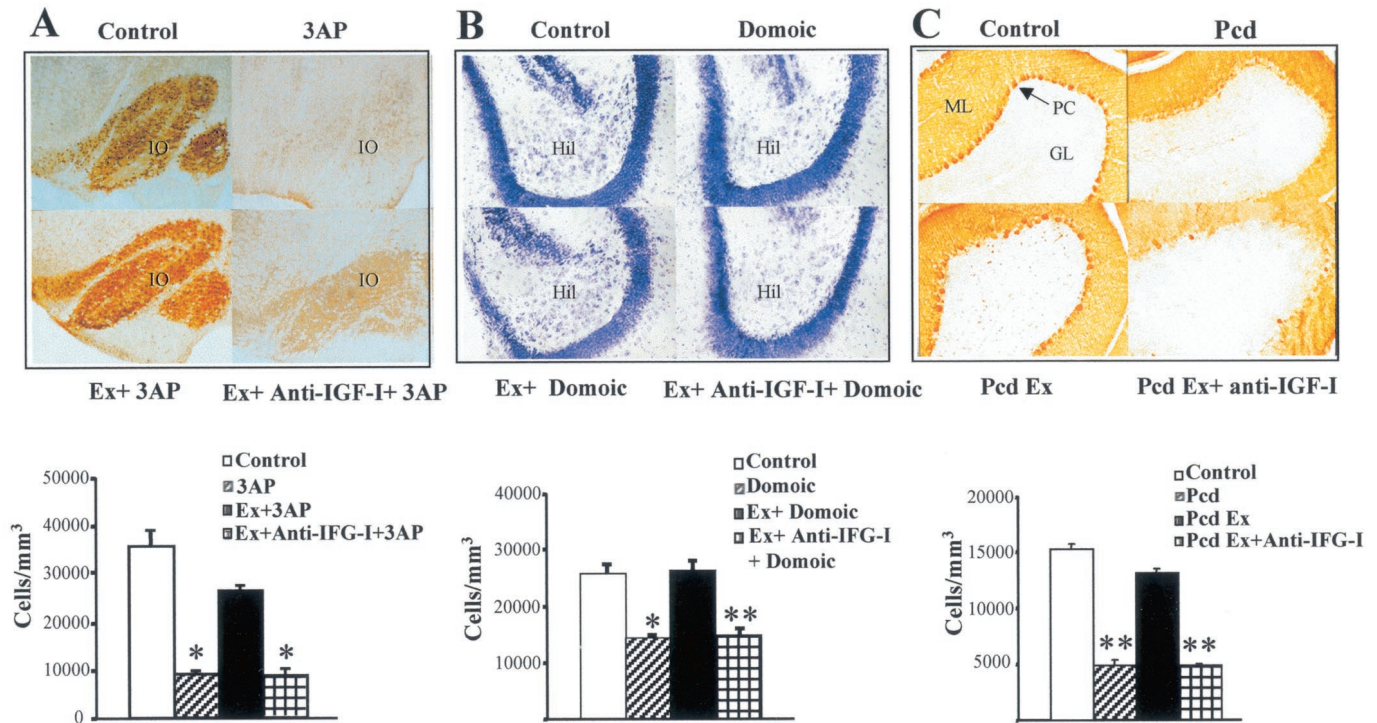 A
Control
3AP
IO
IO
IO
IO
Ex+ 3AP
Ex+ Anti-IGF-I+ 3AP
B
Control
Domoic
Hil
Hil
Hil
Hil
Ex+ Domoic
Ex+ Anti-IGF-I+ Domoic
C
Control
Pcd
ML
PC
GL
Pcd Ex
Pcd Ex+ anti-IGF-I
Cells/mm³
50000
40000
30000
20000
10000
0
Control
3AP
Ex+3AP
Ex+Anti-IFG-I+3AP
*
*
Cells/mm³
40000
30000
20000
10000
Control
Domoic
Ex+ Domoic
Ex+ Anti-IFG-I
+ Domoic
*
**
Cells/mm³
20000
15000
10000
5000
Control
Pcd
Pcd Ex
Pcd Ex+Anti-IFG-I
**
**